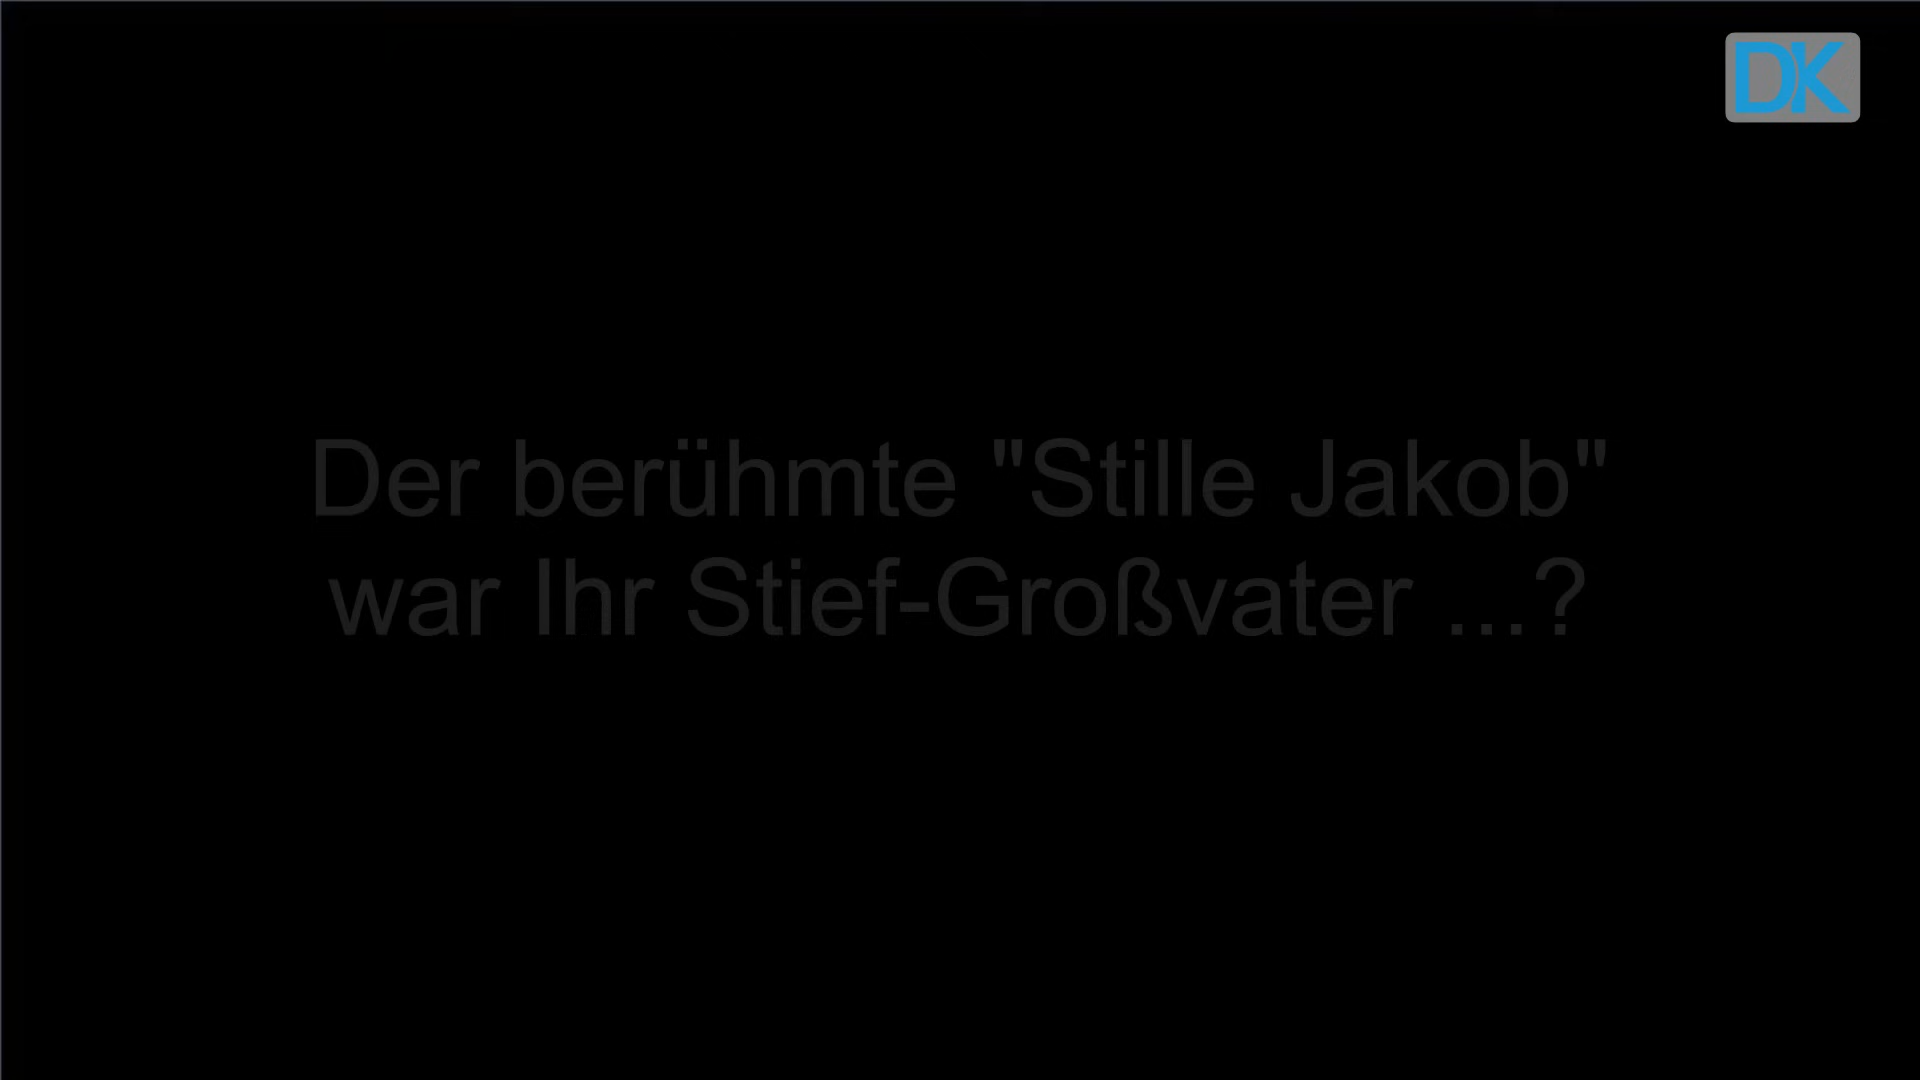 DK
Der berühmte "Stille Jakob"
war Ihr Stief-Großvater ...?